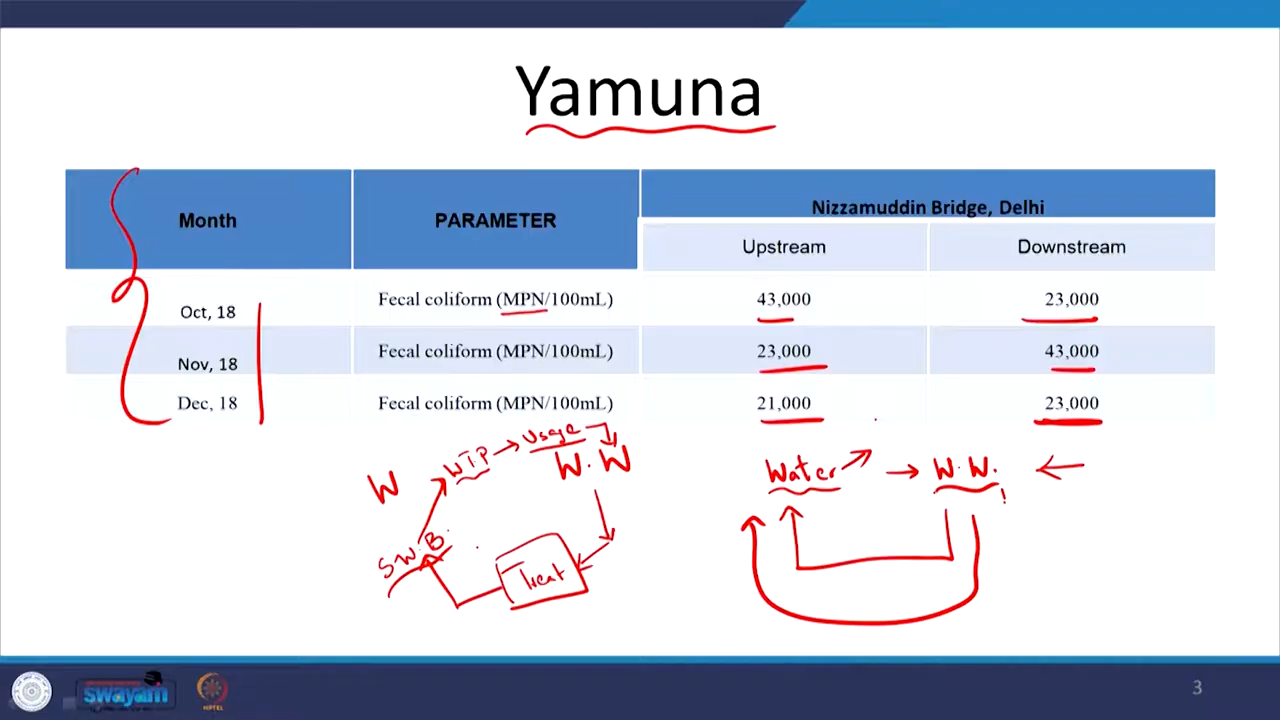 Yamuna
Month PARAMETER Nizzamuddin Bridge, Delhi
Upstream Downstream
Oct, 18 Fecal coliform (MPN/100mL) 43,000 23,000
Nov, 18 Fecal coliform (MPN/100mL) 23,000 43,000
Dec, 18 Fecal coliform (MPN/100mL) 21,000 23,000
W W.T.P Usage W.W
Water W.W.
S.W.B.
Treat
swayam
NPTEL
3